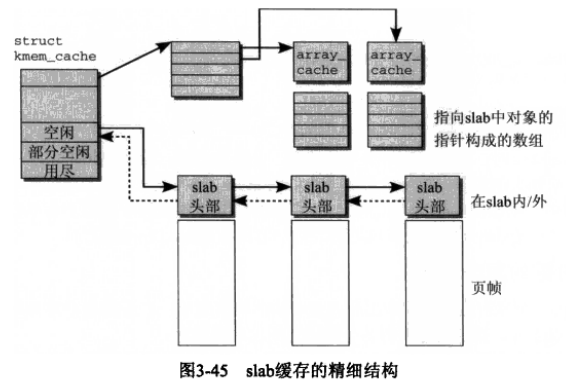 struct
kmem_cache
array_
cache
array_
cache
指向slab中对象的
指针构成的数组
空闲
部分空闲
用尽
slab
头部
slab
头部
slab
头部
在slab内/外
页帧
图3-45 slab缓存的精细结构